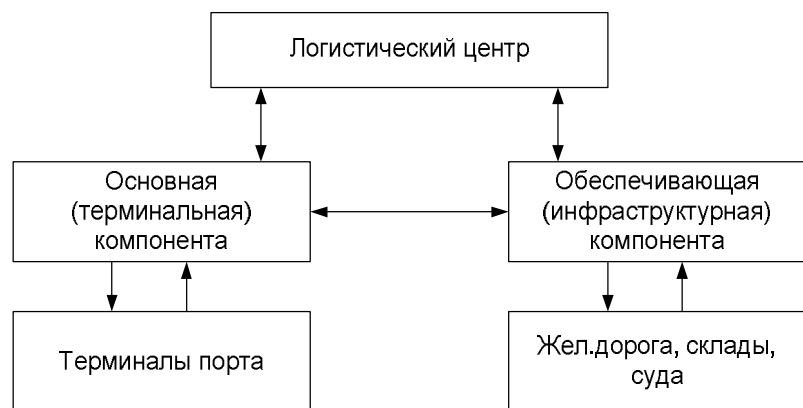 Логистический центр
Основная
(терминальная)
компонента
Обеспечивающая
(инфраструктурная)
компонента
Терминалы порта
Жел.дорога, склады,
суда